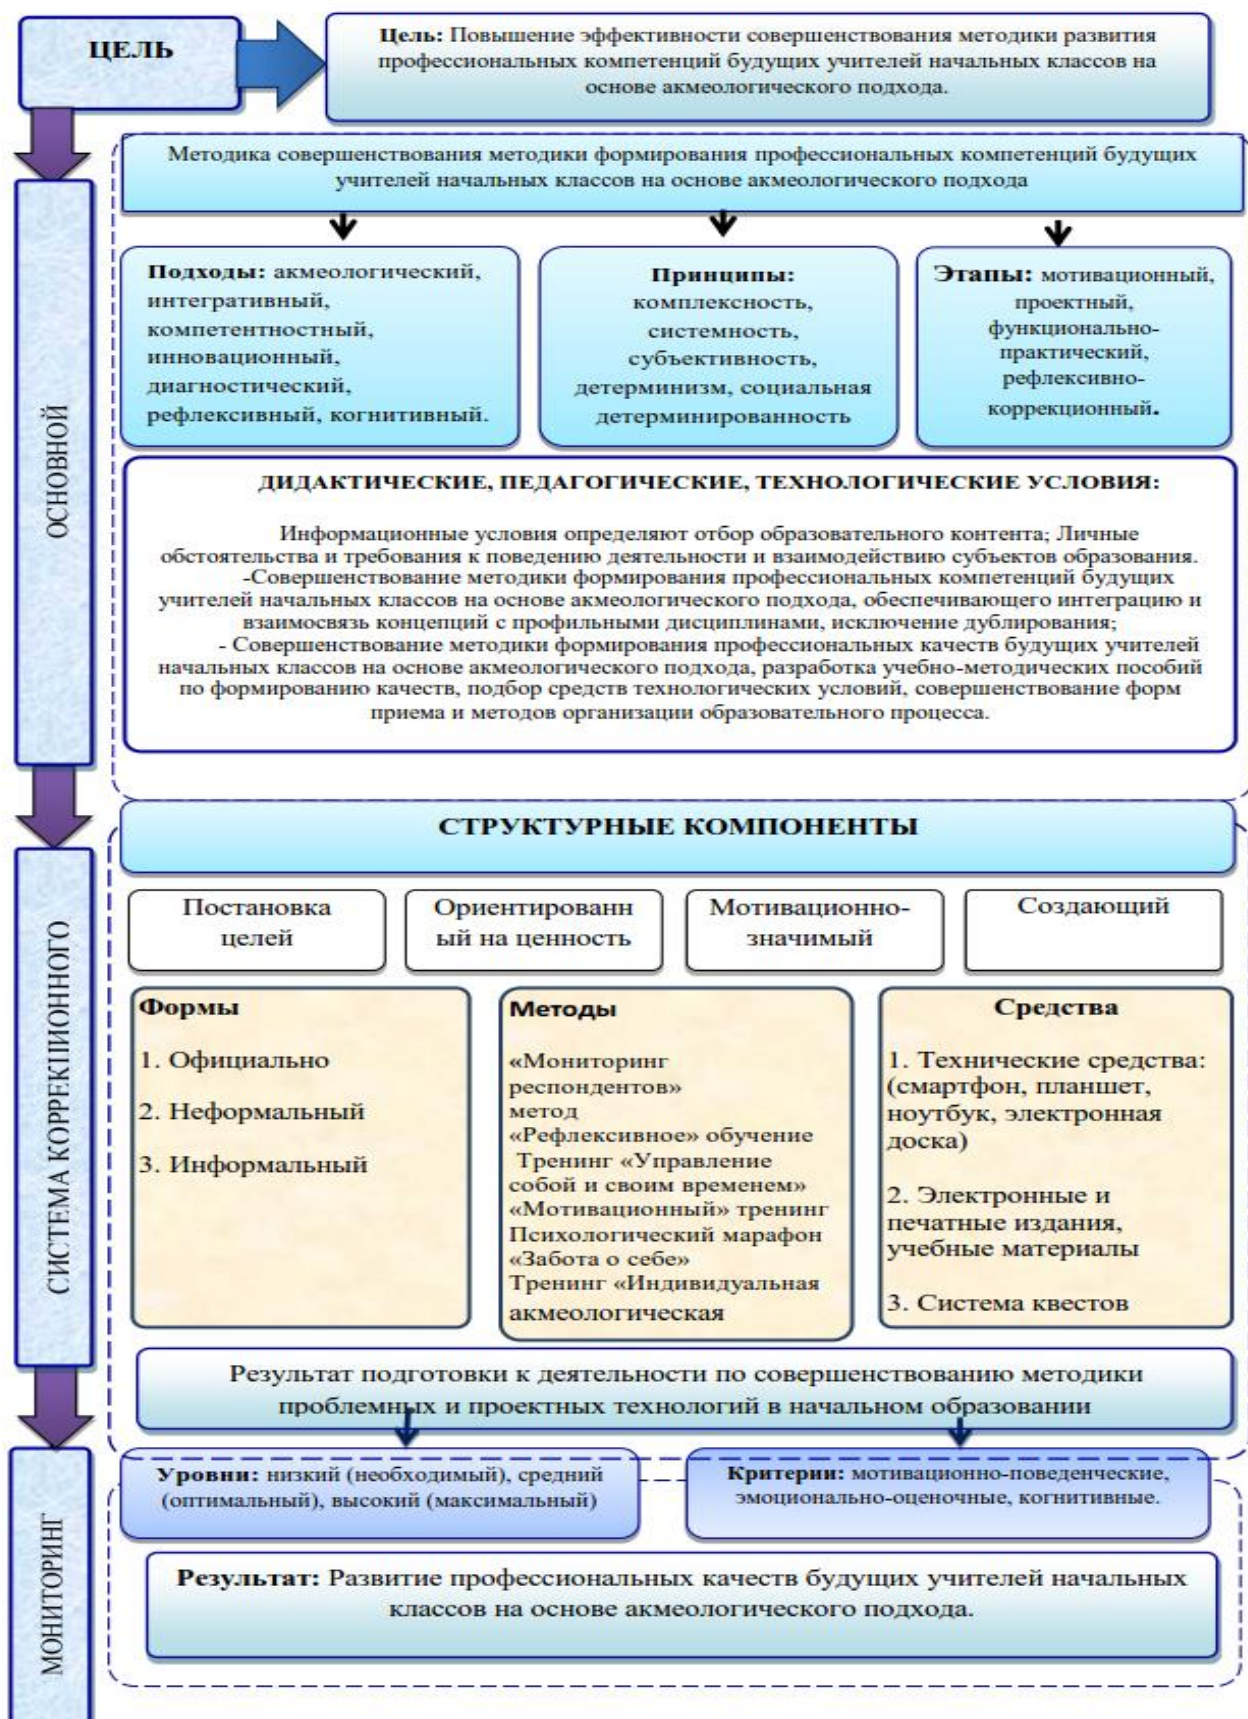 ЦЕЛЬ
Цель: Повышение эффективности совершенствования методики развития
профессиональных компетенций будущих учителей начальных классов на
основе акмеологического подхода.
ОСНОВНОЙ
Методика совершенствования методики формирования профессиональных компетенций будущих
учителей начальных классов на основе акмеологического подхода
Подходы: акмеологический,
интегративный,
компетентностный,
инновационный,
диагностический,
рефлексивный, когнитивный.
Принципы:
комплексность,
системность,
субъективность,
детерминизм, социальная
детерминированность
Этапы: мотивационный,
проектный,
функционально-
практический,
рефлексивно-
коррекционный.
ДИДАКТИЧЕСКИЕ, ПЕДАГОГИЧЕСКИЕ, ТЕХНОЛОГИЧЕСКИЕ УСЛОВИЯ:
Информационные условия определяют отбор образовательного контента; Личные
обстоятельства и требования к поведению деятельности и взаимодействию субъектов образования.
-Совершенствование методики формирования профессиональных компетенций будущих
учителей начальных классов на основе акмеологического подхода, обеспечивающего интеграцию и
взаимосвязь концепций с профильными дисциплинами, исключение дублирования;
- Совершенствование методики формирования профессиональных качеств будущих учителей
начальных классов на основе акмеологического подхода, разработка учебно-методических пособий
по формированию качеств, подбор средств технологических условий, совершенствование форм
приема и методов организации образовательного процесса.
СИСТЕМА КОРРЕКПИОННОГО
СТРУКТУРНЫЕ КОМПОНЕНТЫ
Постановка
целей
Ориентированн
ый на ценность
Мотивационно-
значимый
Создающий
Формы
1. Официально
2. Неформальный
3. Информальный
Методы
«Мониторинг
респондентов»
метод
«Рефлексивное» обучение
Тренинг «Управление
собой и своим временем»
«Мотивационный» тренинг
Психологический марафон
«Забота о себе»
Тренинг «Индивидуальная
акмеологическая
Средства
1. Технические средства:
(смартфон, планшет,
ноутбук, электронная
доска)
2. Электронные и
печатные издания,
учебные материалы
3. Система квестов
Результат подготовки к деятельности по совершенствованию методики
проблемных и проектных технологий в начальном образовании
МОНИТОРИНГ
Уровни: низкий (необходимый), средний
(оптимальный), высокий (максимальный)
Критерии: мотивационно-поведенческие,
эмоционально-оценочные, когнитивные.
Результат: Развитие профессиональных качеств будущих учителей начальных
классов на основе акмеологического подхода.